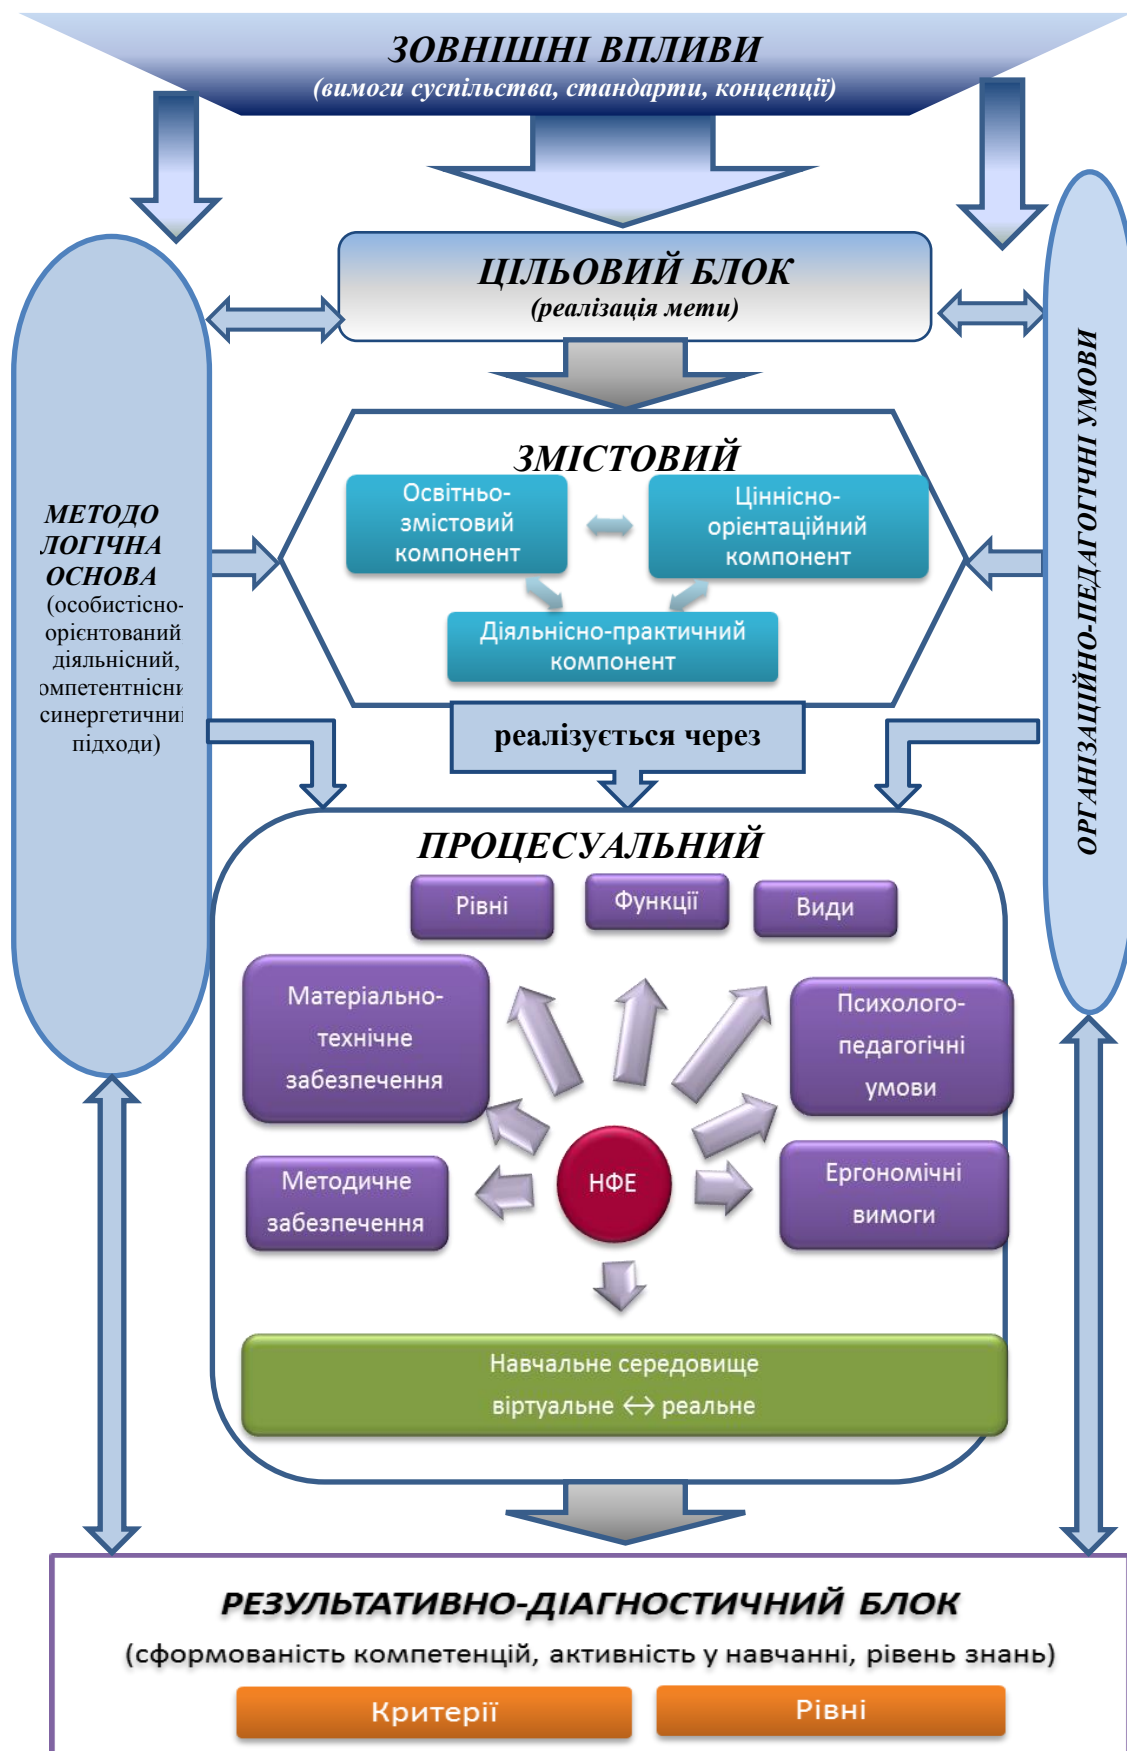 ЗОВНІШНІ ВПЛИВИ
(вимоги суспільства, стандарти, концепції)
ЦІЛЬОВИЙ БЛОК
(реалізація мети)
МЕТОДО
ЛОГІЧНА
ОСНОВА
(особистісно-
орієнтований
діяльнісний,
омпетентнісни
синергетичний
підходи)
ЗМІСТОВИЙ
Освітньо-
змістовий
компонент
Ціннісно-
орієнтаційний
компонент
Діяльнісно-практичний
компонент
ОРГАНІЗАЦІЙНО-ПЕДАГОГІЧНІ УМОВИ
реалізується через
ПРОЦЕСУАЛЬНИЙ
Рівні
Функції
Види
Матеріально-
технічне
забезпечення
Психолого-
педагогічні
умови
Методичне
забезпечення
НФЕ
Ергономічні
вимоги
Навчальне середовище
віртуальне ↔ реальне
РЕЗУЛЬТАТИВНО-ДІАГНОСТИЧНИЙ БЛОК
(сформованість компетенцій, активність у навчанні, рівень знань)
Критерії
Рівні